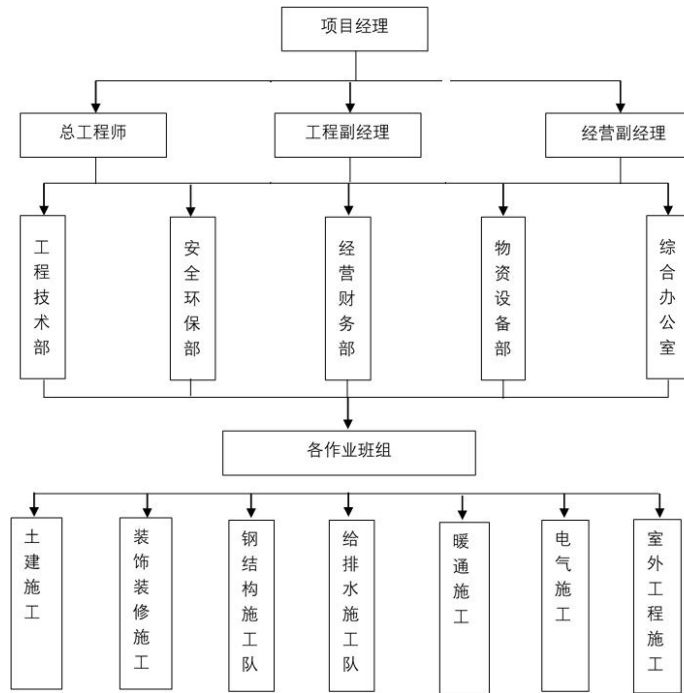 项目经理
总工程师
工程副经理
经营副经理
工程技术部
安全环保部
经营财务部
物资设备部
综合办公室
各作业班组
土建施工
装饰装修施工
钢结构施工队
给排水施工队
暖通施工
电气施工
室外工程施工